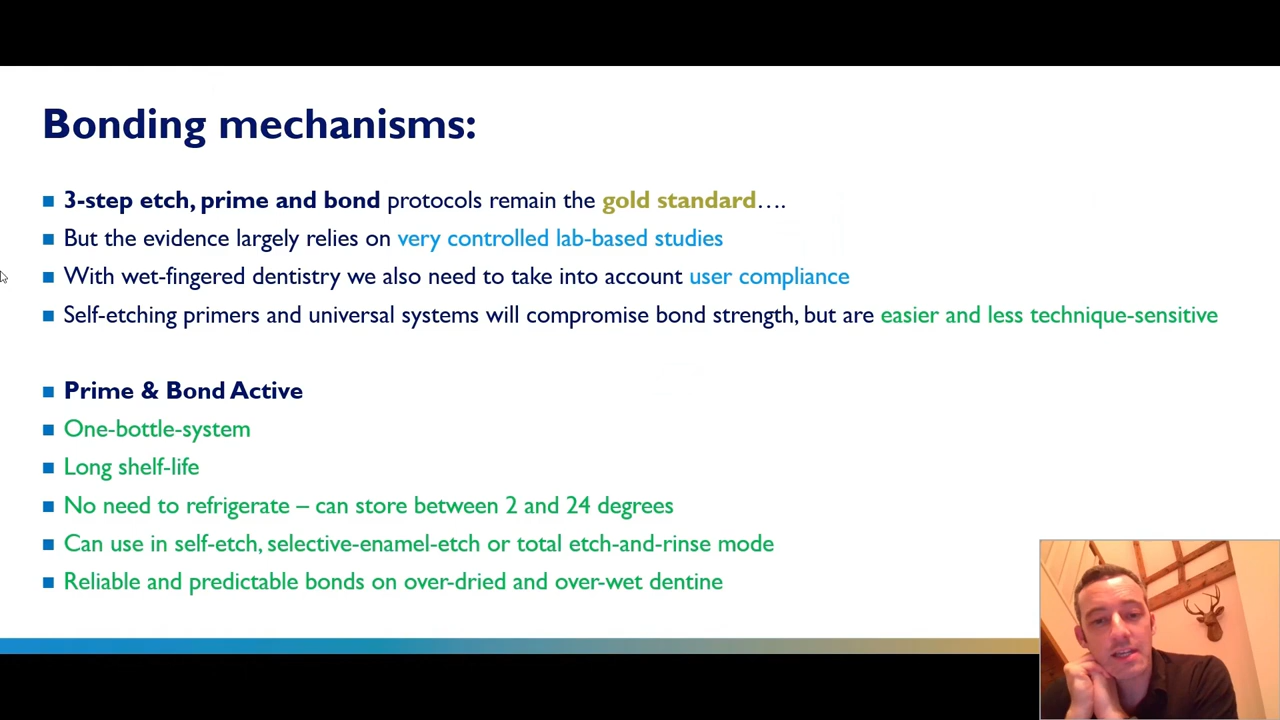 Bonding mechanisms:
3-step etch, prime and bond protocols remain the gold standard….
But the evidence largely relies on very controlled lab-based studies
With wet-fingered dentistry we also need to take into account user compliance
Self-etching primers and universal systems will compromise bond strength, but are easier and less technique-sensitive
Prime & Bond Active
One-bottle-system
Long shelf-life
No need to refrigerate – can store between 2 and 24 degrees
Can use in self-etch, selective-enamel-etch or total etch-and-rinse mode
Reliable and predictable bonds on over-dried and over-wet dentine